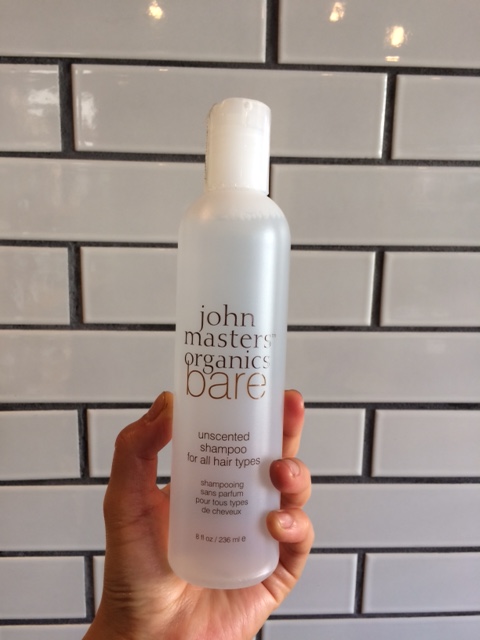 john
masters™
organics
bare
unscented
shampoo
for all hair types
shampooing
sans parfum
pour tous types
de cheveux
8 fl oz / 236 ml e